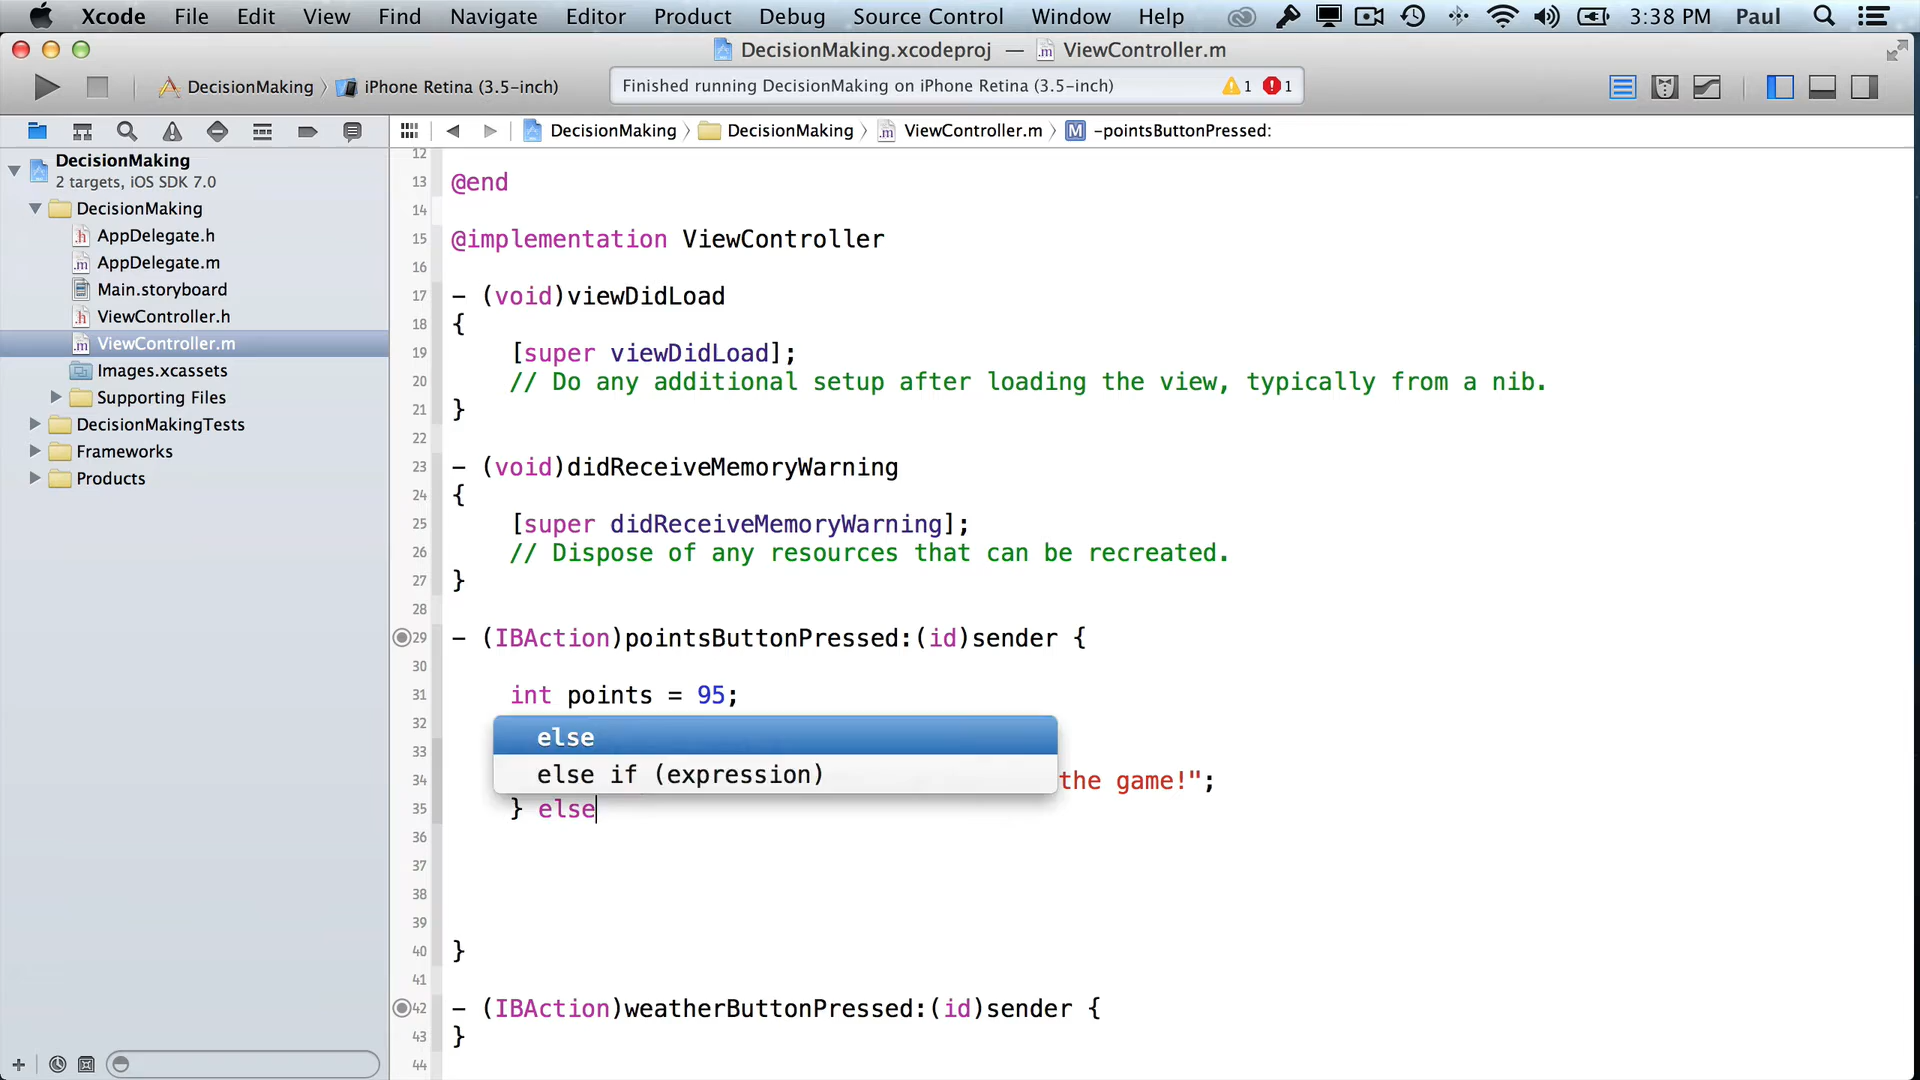 Xcode File Edit View Find Navigate Editor Product Debug Source Control Window Help 3:38 PM Paul
DecisionMaking.xcodeproj — ViewController.m
DecisionMaking iPhone Retina (3.5-inch) Finished running DecisionMaking on iPhone Retina (3.5-inch) 1 1
DecisionMaking DecisionMaking ViewController.m M -pointsButtonPressed:
DecisionMaking
2 targets, iOS SDK 7.0
DecisionMaking
AppDelegate.h
AppDelegate.m
Main.storyboard
ViewController.h
ViewController.m
Images.xcassets
Supporting Files
DecisionMakingTests
Frameworks
Products
12
13 @end
14
15 @implementation ViewController
16
17 - (void)viewDidLoad
18 {
19 [super viewDidLoad];
20 // Do any additional setup after loading the view, typically from a nib.
21 }
22
23 - (void)didReceiveMemoryWarning
24 {
25 [super didReceiveMemoryWarning];
26 // Dispose of any resources that can be recreated.
27 }
28
29 - (IBAction)pointsButtonPressed:(id)sender {
30
31 int points = 95;
32
else
33
else if (expression)
34 the game!";
35 } else
36
37
38
39
40 }
41
42 - (IBAction)weatherButtonPressed:(id)sender {
43 }
44